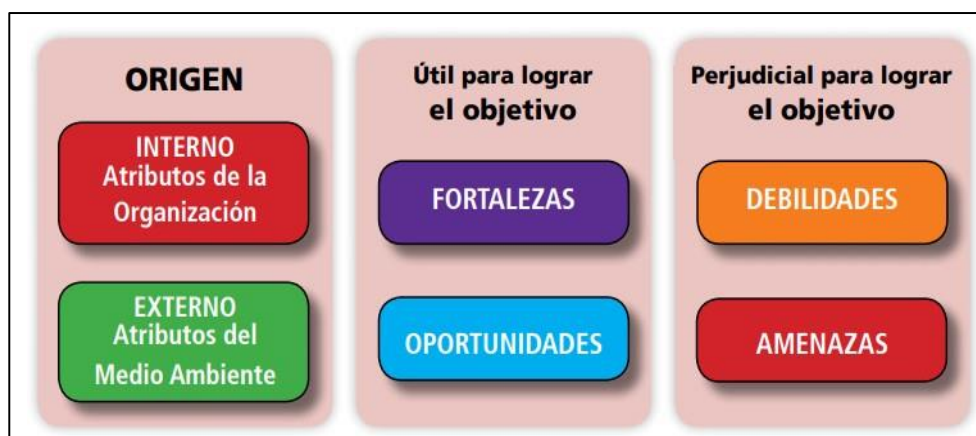 ORIGEN
INTERNO
Atributos de la
Organización
EXTERNO
Atributos del
Medio Ambiente
Útil para lograr
el objetivo
FORTALEZAS
OPORTUNIDADES
Perjudicial para lograr
el objetivo
DEBILIDADES
AMENAZAS